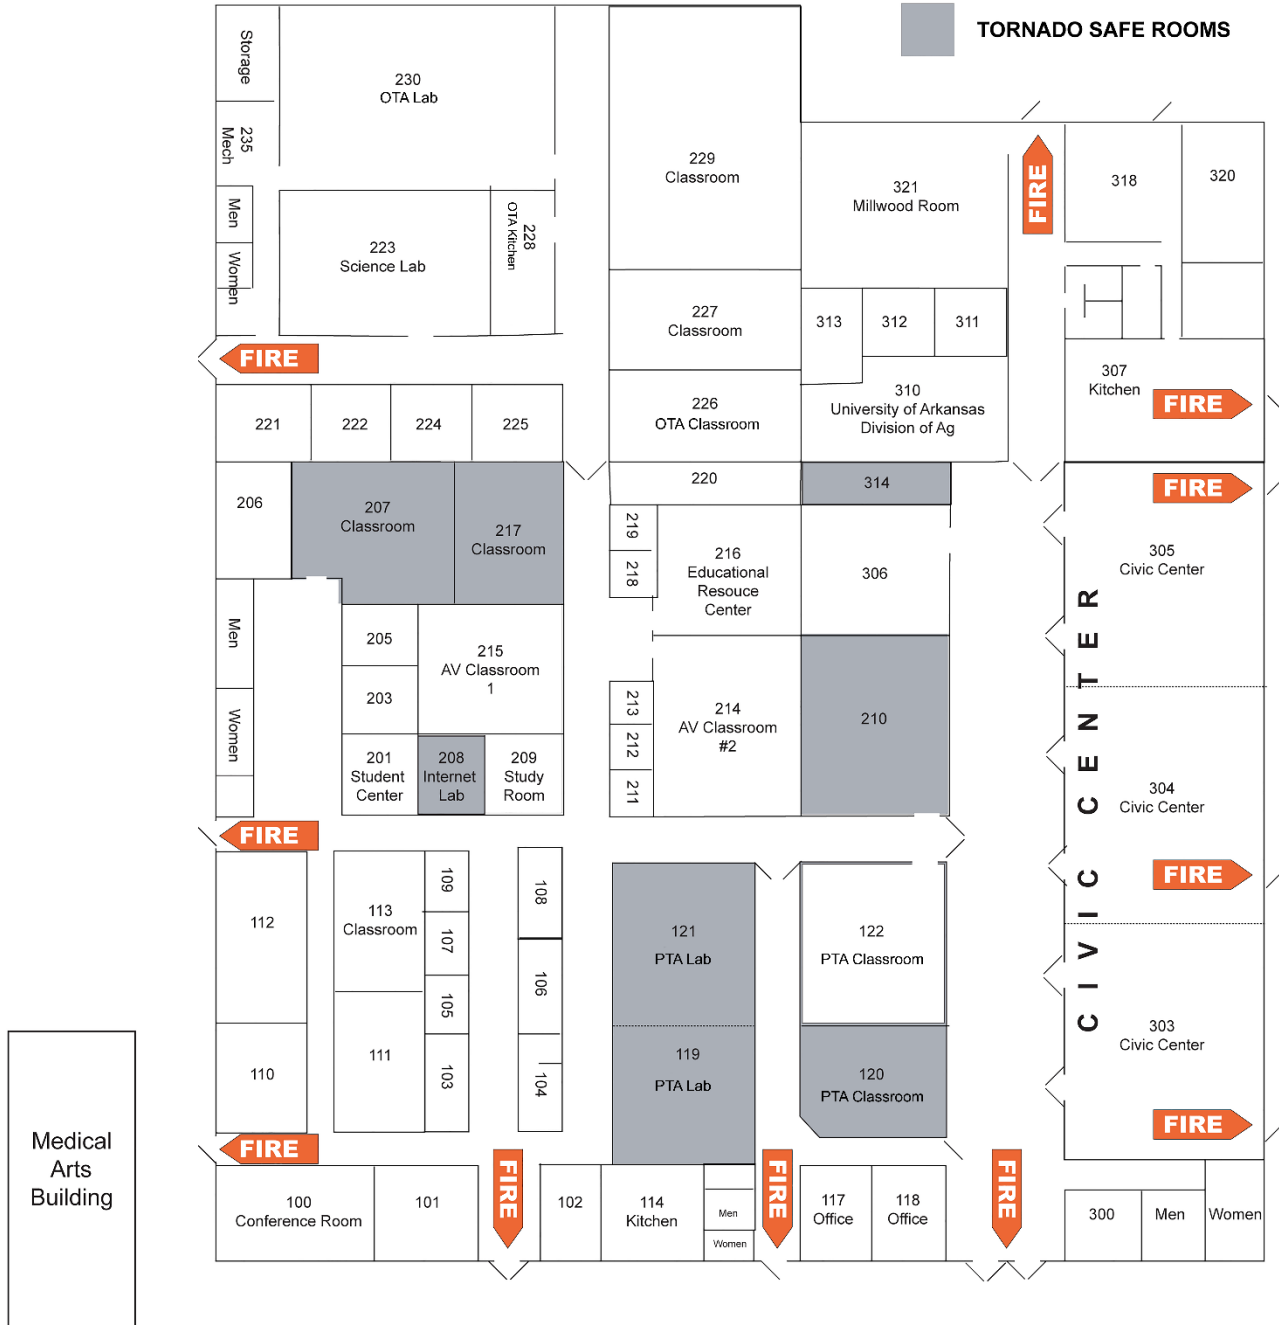 TORNADO SAFE ROOMS
Storage
230
OTA Lab
235
Mech
229
Classroom
321
Millwood Room
FIRE
318
320
Men
Women
223
Science Lab
228
OTA Kitchen
227
Classroom
313
312
311
FIRE
307
Kitchen
FIRE
310
University of Arkansas
Division of Ag
226
OTA Classroom
221
222
224
225
220
314
FIRE
206
207
Classroom
217
Classroom
219
218
216
Educational
Resouce
Center
306
305
Civic Center
CIVIC CENTER
Men
Women
205
203
215
AV Classroom
1
213
212
211
214
AV Classroom
#2
210
201
Student
Center
208
Internet
Lab
209
Study
Room
304
Civic Center
FIRE
FIRE
112
113
Classroom
109
107
105
103
108
106
104
121
PTA Lab
122
PTA Classroom
110
111
119
PTA Lab
120
PTA Classroom
303
Civic Center
FIRE
FIRE
FIRE
FIRE
FIRE
Medical
Arts
Building
100
Conference Room
101
102
114
Kitchen
Men
Women
117
Office
118
Office
300
Men
Women